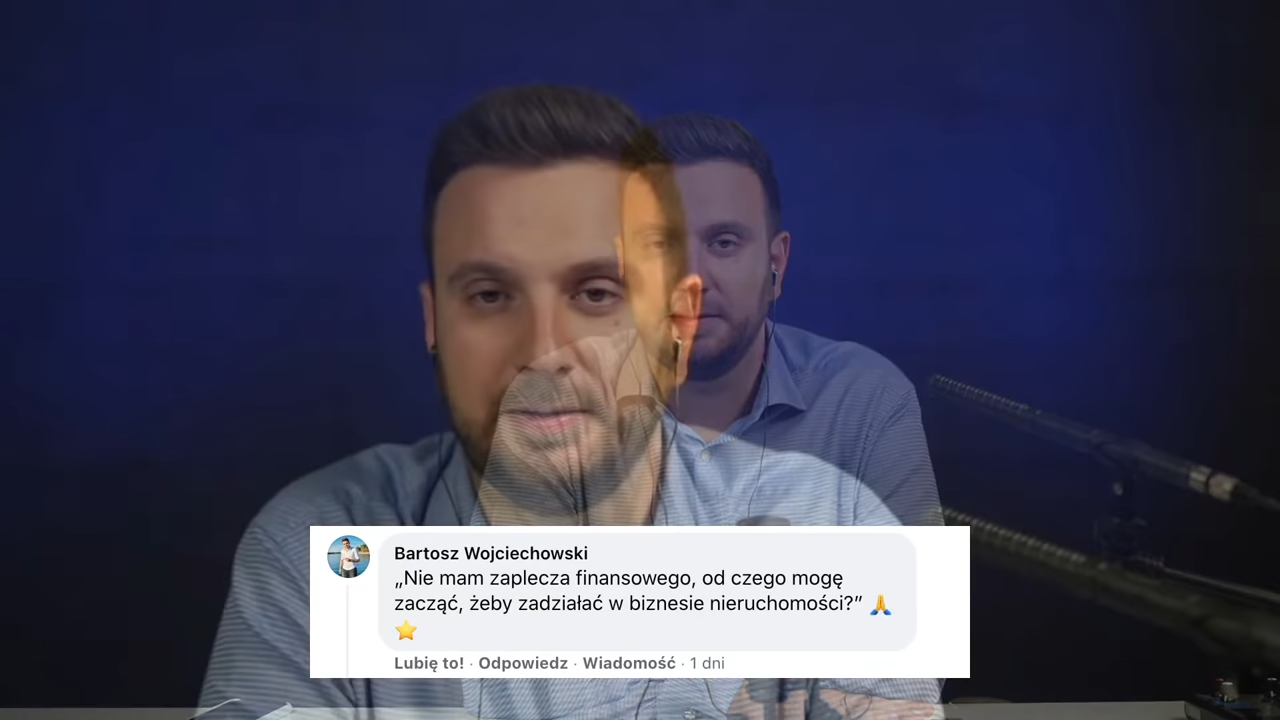 Bartosz Wojciechowski
„Nie mam zaplecza finansowego, od czego mogę
zacząć, żeby zadziałać w biznesie nieruchomości?” 🙏
⭐
Lubię to! · Odpowiedz · Wiadomość · 1 dni